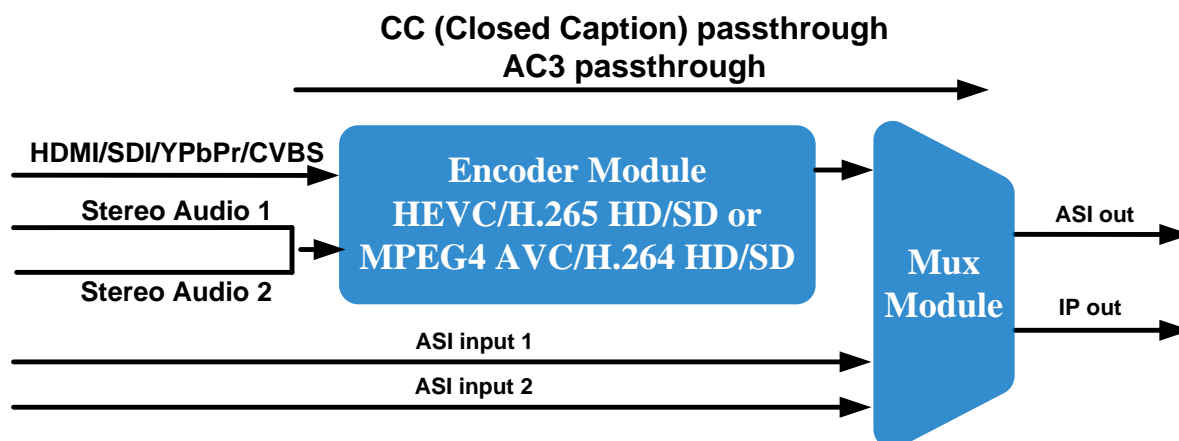 CC (Closed Caption) passthrough
AC3 passthrough
HDMI/SDI/YPbPr/CVBS
Stereo Audio 1
Stereo Audio 2
Encoder Module
HEVC/H.265 HD/SD or
MPEG4 AVC/H.264 HD/SD
ASI input 1
ASI input 2
Mux
Module
ASI out
IP out